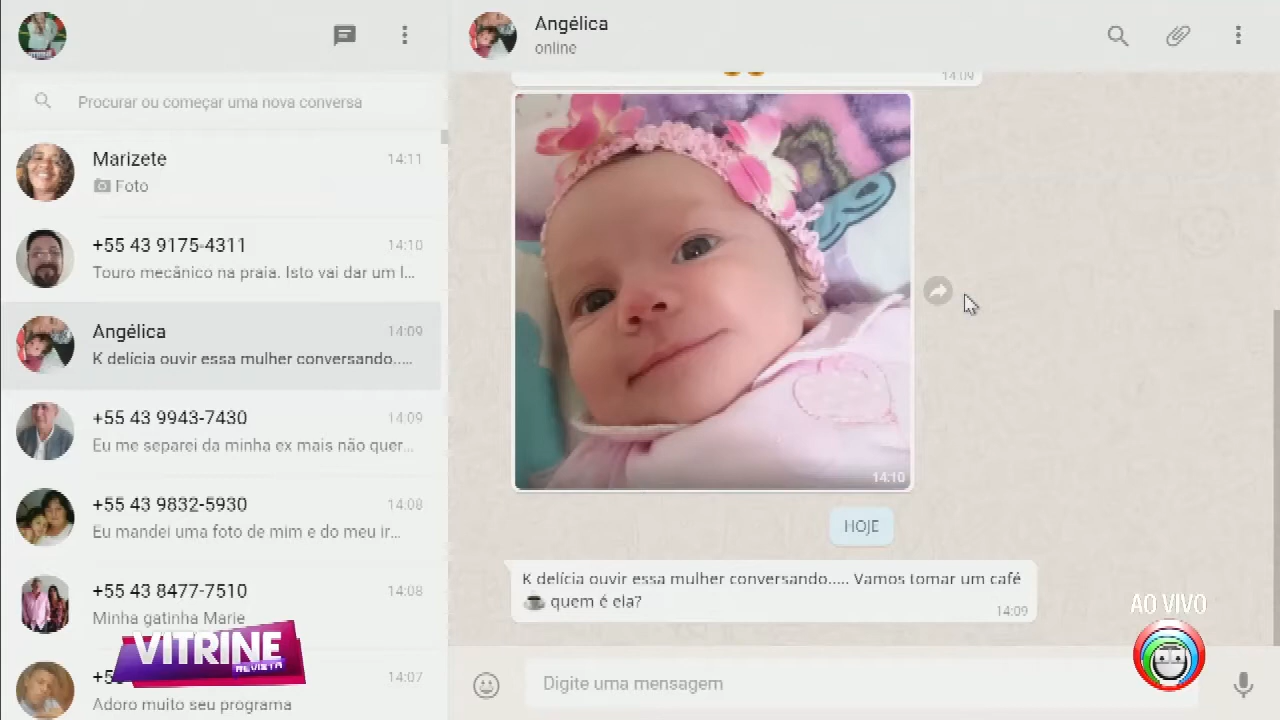 Angélica
online
Procurar ou começar uma nova conversa
Marizete 14:11
Foto
+55 43 9175-4311 14:10
Touro mecânico na praia. Isto vai dar um l...
Angélica 14:09
K delícia ouvir essa mulher conversando.....
+55 43 9943-7430 14:09
Eu me separei da minha ex mais não quer...
+55 43 9832-5930 14:08
Eu mandei uma foto de mim e do meu ir...
+55 43 8477-7510 14:08
Minha gatinha Marie
+5 14:07
Adoro muito seu programa
VITRINE
REVISTA
14:09
14:10
HOJE
K delícia ouvir essa mulher conversando..... Vamos tomar um café
☕ quem é ela?
14:09
Digite uma mensagem
AO VIVO